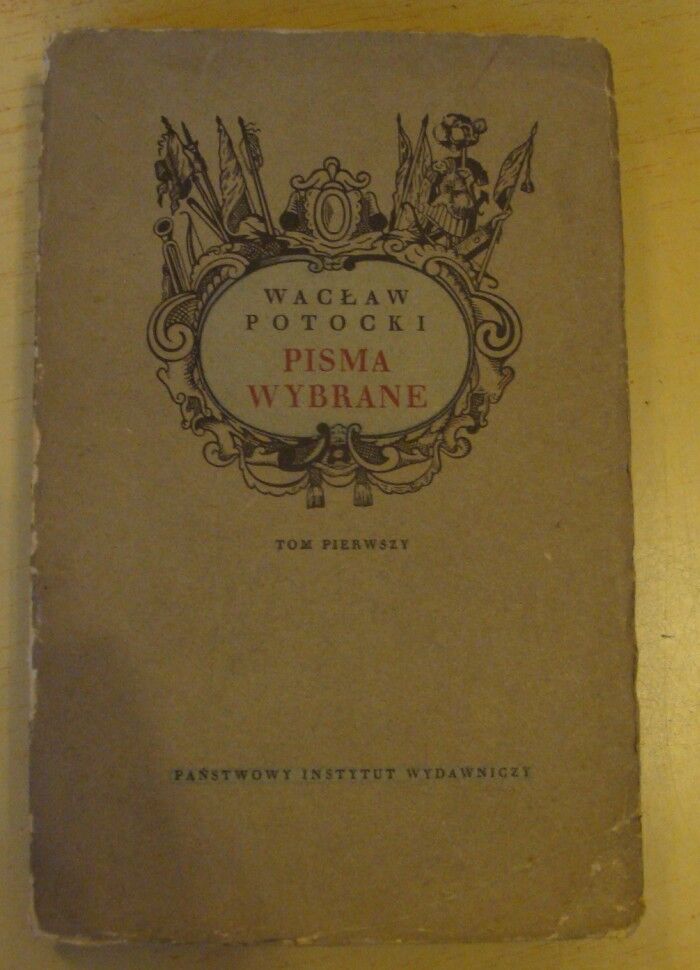 WACŁAW
POTOCKI
PISMA
WYBRANE
TOM PIERWSZY
PAŃSTWOWY INSTYTUT WYDAWNICZY